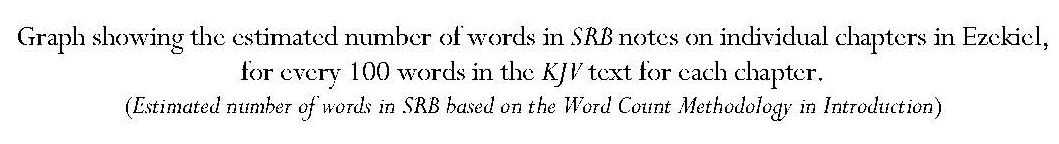 Graph showing the estimated number of words in SRB notes on individual chapters in Ezekiel,
for every 100 words in the KJV text for each chapter.
(Estimated number of words in SRB based on the Word Count Methodology in Introduction)